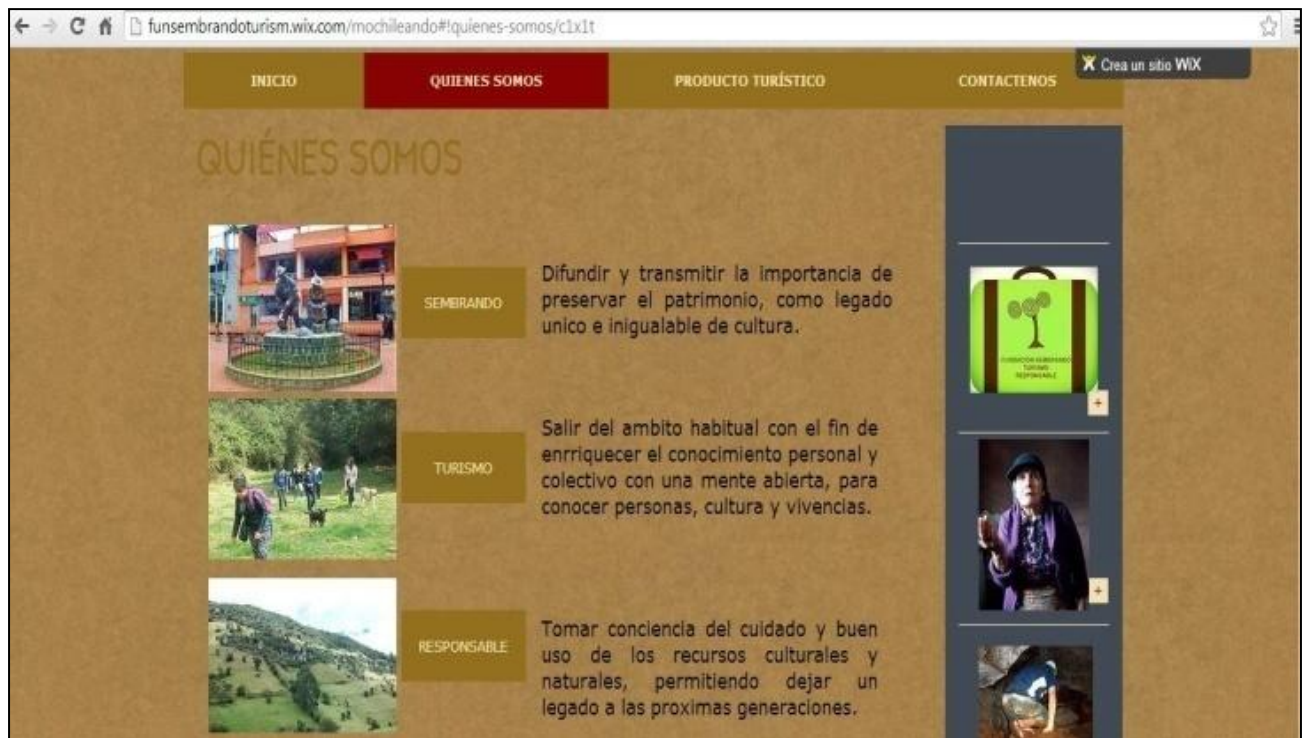 funsembrandoturism.wix.com/mochileando#!quienes-somos/c1x1t
Crea un sitio WiX
INICIO
QUIENES SOMOS
PRODUCTO TURÍSTICO
CONTACTENOS
QUIÉNES SOMOS
SEMBRANDO
Difundir y transmitir la importancia de
preservar el patrimonio, como legado
unico e inigualable de cultura.
TURISMO
Salir del ambito habitual con el fin de
enrriquecer el conocimiento personal y
colectivo con una mente abierta, para
conocer personas, cultura y vivencias.
RESPONSABLE
Tomar conciencia del cuidado y buen
uso de los recursos culturales y
naturales, permitiendo dejar un
legado a las proximas generaciones.
FUNDACIÓN SEMBRANDO
TURISMO
RESPONSABLE
+
+